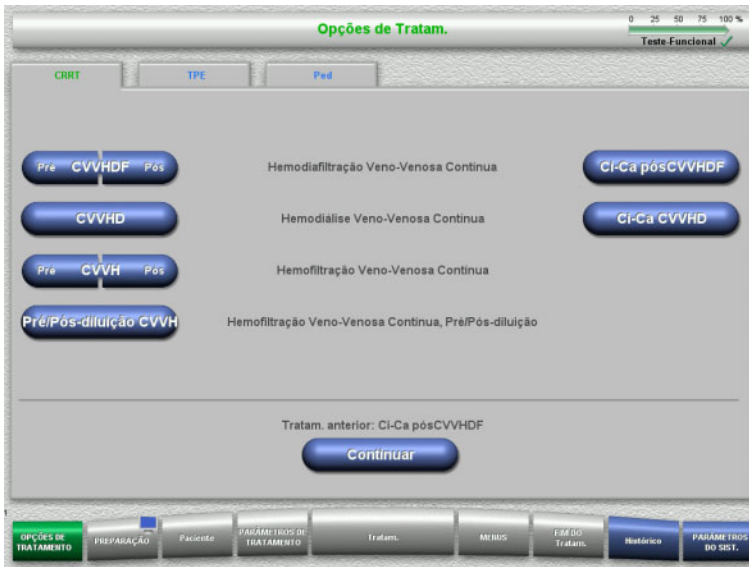 Opções de Tratam.
0 25 50 75 100 %
Teste-Funcional
CRRT TPE Ped
Pré CVVHDF Pós Hemodiafiltração Veno-Venosa Contínua Ci-Ca pósCVVHDF
CVVHD Hemodiálise Veno-Venosa Contínua Ci-Ca CVVHD
Pré CVVH Pós Hemofiltração Veno-Venosa Contínua
Pré/Pós-diluição CVVH Hemofiltração Veno-Venosa Contínua, Pré/Pós-diluição
Tratam. anterior: Ci-Ca pósCVVHDF
Continuar
OPÇÕES DE
TRATAMENTO
PREPARAÇÃO
Paciente
PARÂMETROS DE
TRATAMENTO
Tratam.
MENUS
FIM DO
Tratam.
Histórico
PARÂMETROS
DO SIST.